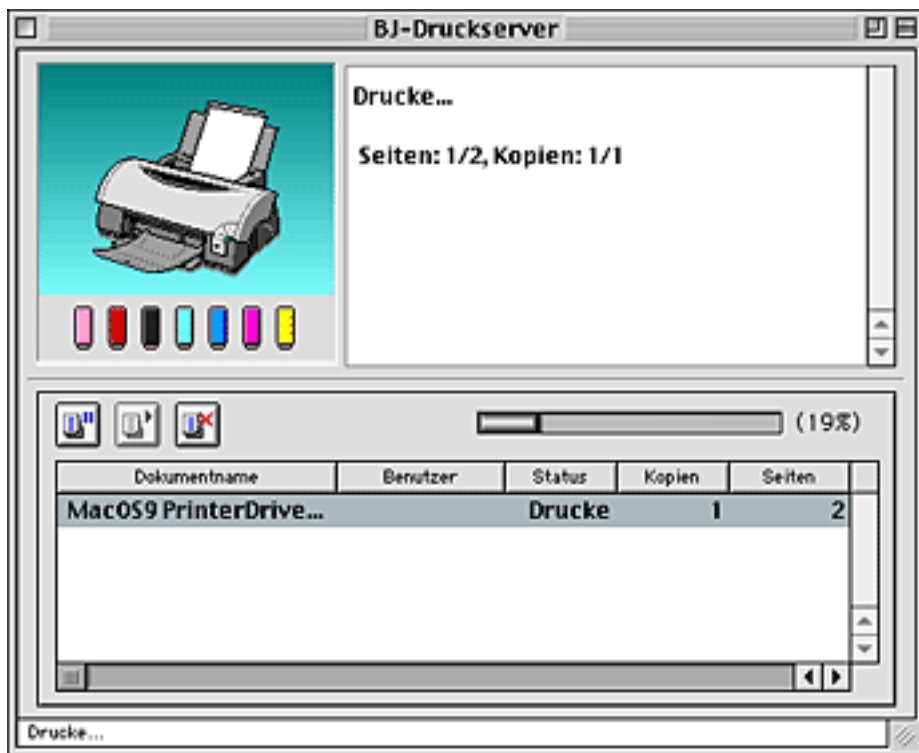 BJ-Druckserver
Drucke...
Seiten: 1/2, Kopien: 1/1
(19%)
Dokumentname Benutzer Status Kopien Seiten
MacOS9 PrinterDrive... Drucke 1 2
Drucke...